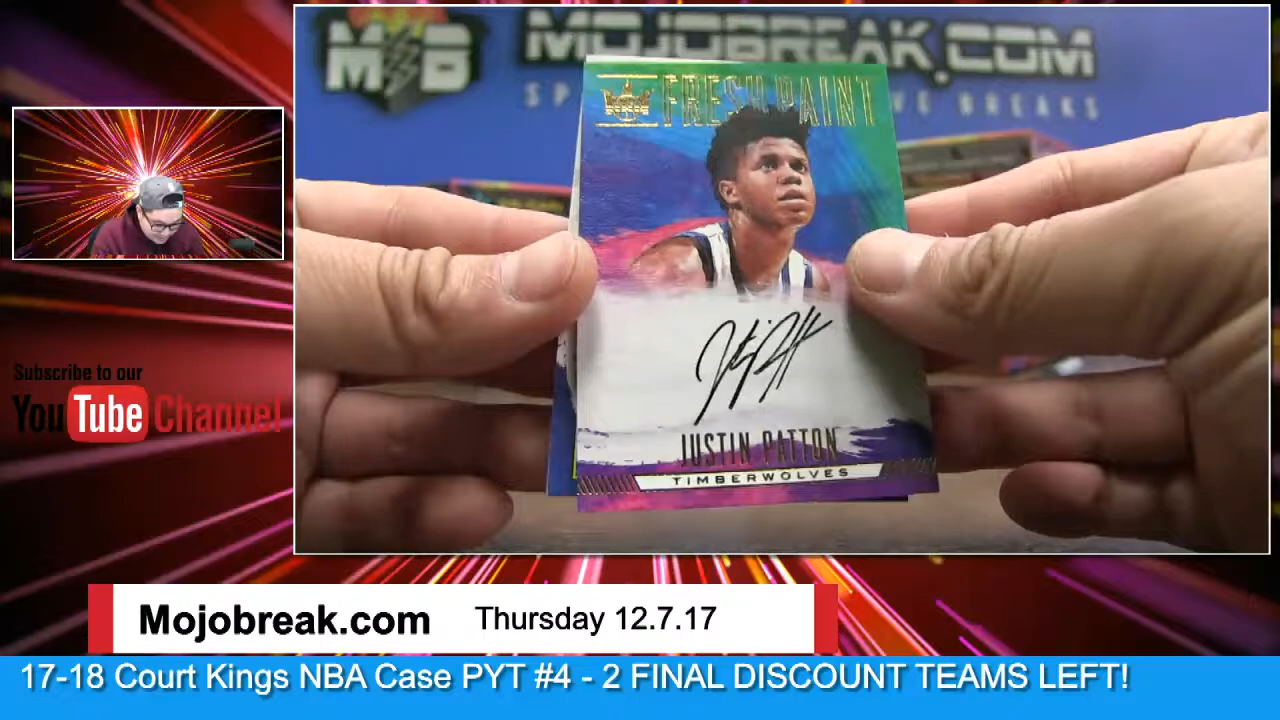 MB
MOJOBREAK.COM
FRESH PAINT
Subscribe to our
YouTube Channel
JUSTIN PATTON
TIMBERWOLVES
Mojobreak.com
Thursday 12.7.17
17-18 Court Kings NBA Case PYT #4 - 2 FINAL DISCOUNT TEAMS LEFT!